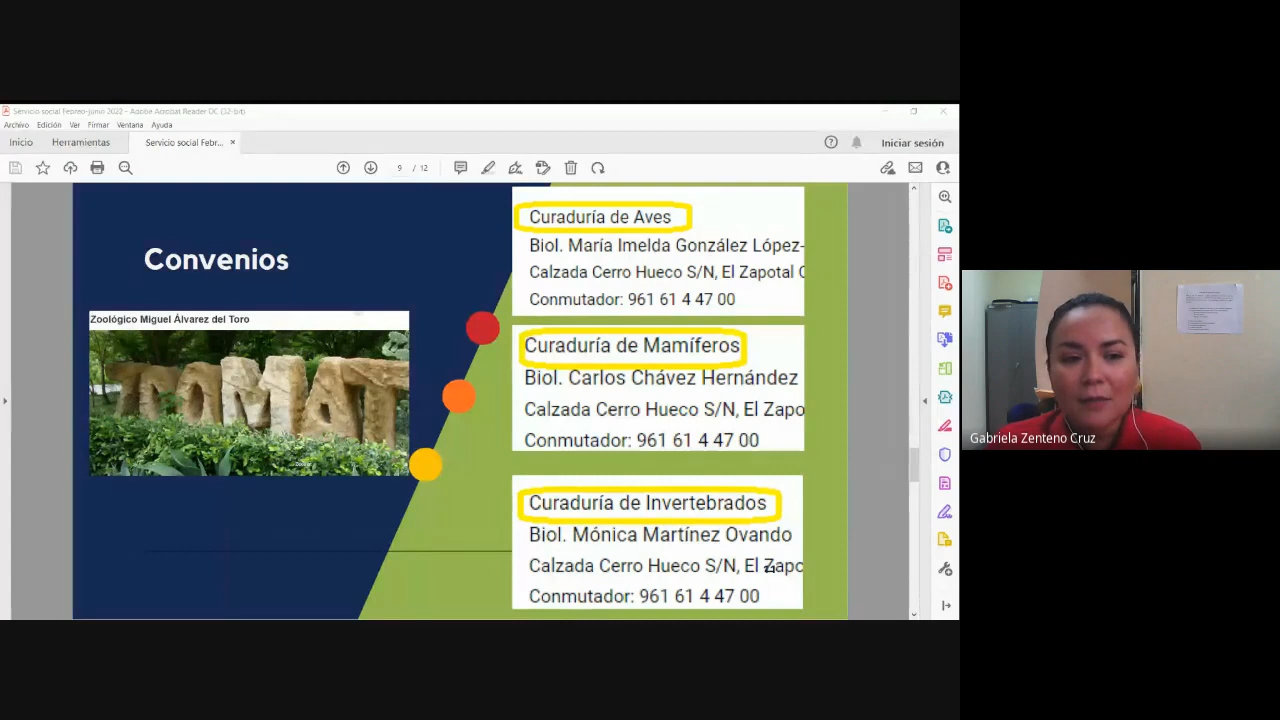 Servicio social Febrero-junio 2022 - Adobe Acrobat Reader DC (32-bit)
Archivo Edición Ver Firmar Ventana Ayuda
Inicio Herramientas Servicio social Febr... × Iniciar sesión
9 / 12
Convenios
Zoológico Miguel Álvarez del Toro
ZOOMAT
Curaduría de Aves
Biol. María Imelda González López-
Calzada Cerro Hueco S/N, El Zapotal
Conmutador: 961 61 4 47 00
Curaduría de Mamíferos
Biol. Carlos Chávez Hernández
Calzada Cerro Hueco S/N, El Zapo
Conmutador: 961 61 4 47 00
Curaduría de Invertebrados
Biol. Mónica Martínez Ovando
Calzada Cerro Hueco S/N, El Zapo
Conmutador: 961 61 4 47 00
Gabriela Zenteno Cruz